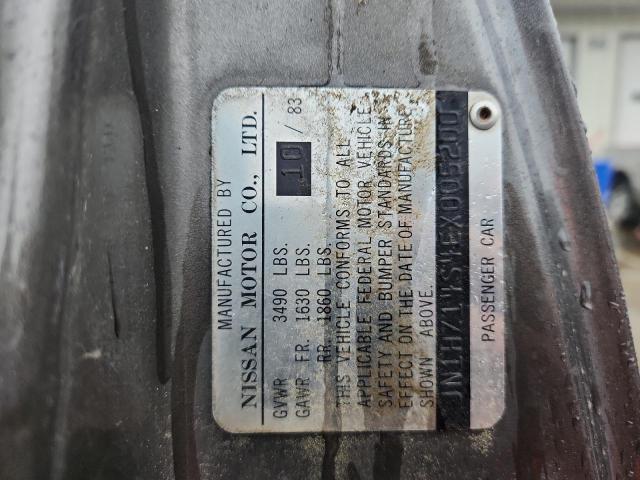 MANUFACTURED BY
NISSAN MOTOR CO., LTD.
10 / 83
GVWR 3490 LBS.
GAWR FR. 1630 LBS.
RR. 1860 LBS.
THIS VEHICLE CONFORMS TO ALL
APPLICABLE FEDERAL MOTOR VEHICLE
SAFETY AND BUMPER STANDARDS IN
EFFECT ON THE DATE OF MANUFACTURE
SHOWN ABOVE.
PASSENGER CAR